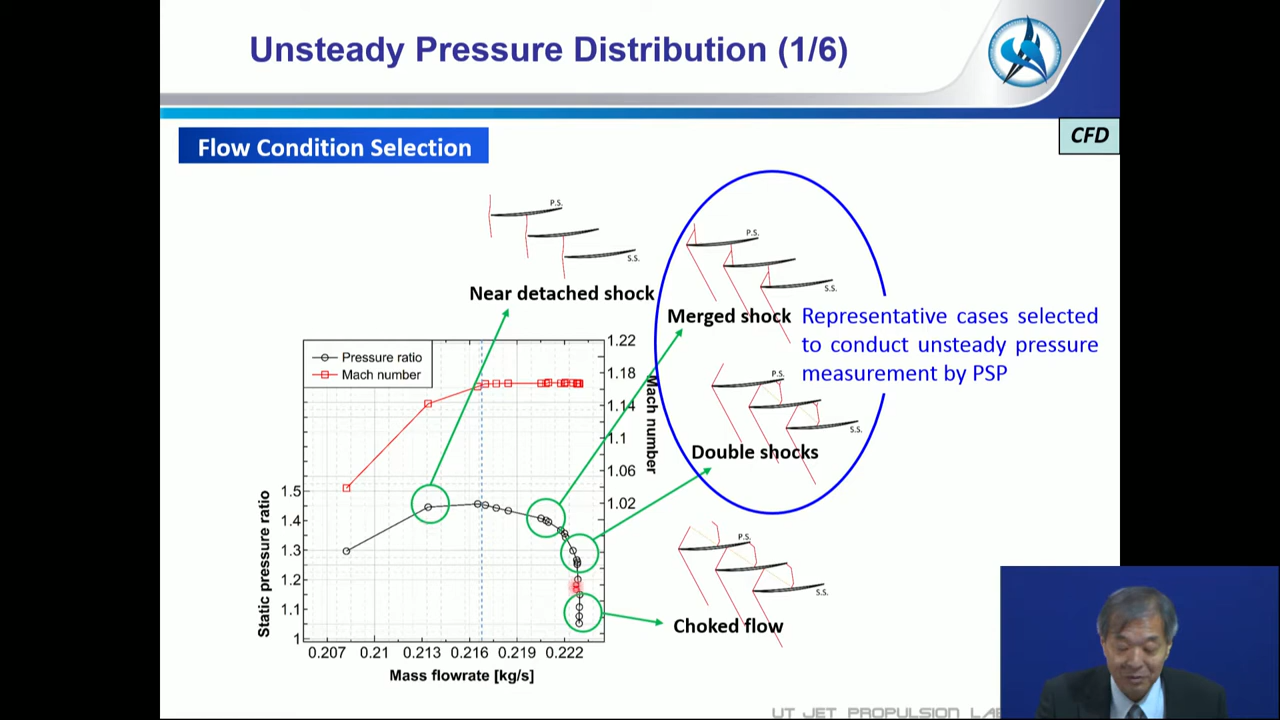 Unsteady Pressure Distribution (1/6)
CFD
Flow Condition Selection
P.S.
S.S.
Near detached shock
P.S.
S.S.
Merged shock
Representative cases selected
to conduct unsteady pressure
measurement by PSP
P.S.
S.S.
Double shocks
P.S.
S.S.
Choked flow
Pressure ratio
Mach number
1.22
1.18
1.14
1.1
1.06
1.02
Mach number
1.5
1.4
1.3
1.2
1.1
1
Static pressure ratio
0.207 0.21 0.213 0.216 0.219 0.222
Mass flowrate [kg/s]
UT JET PROPULSION